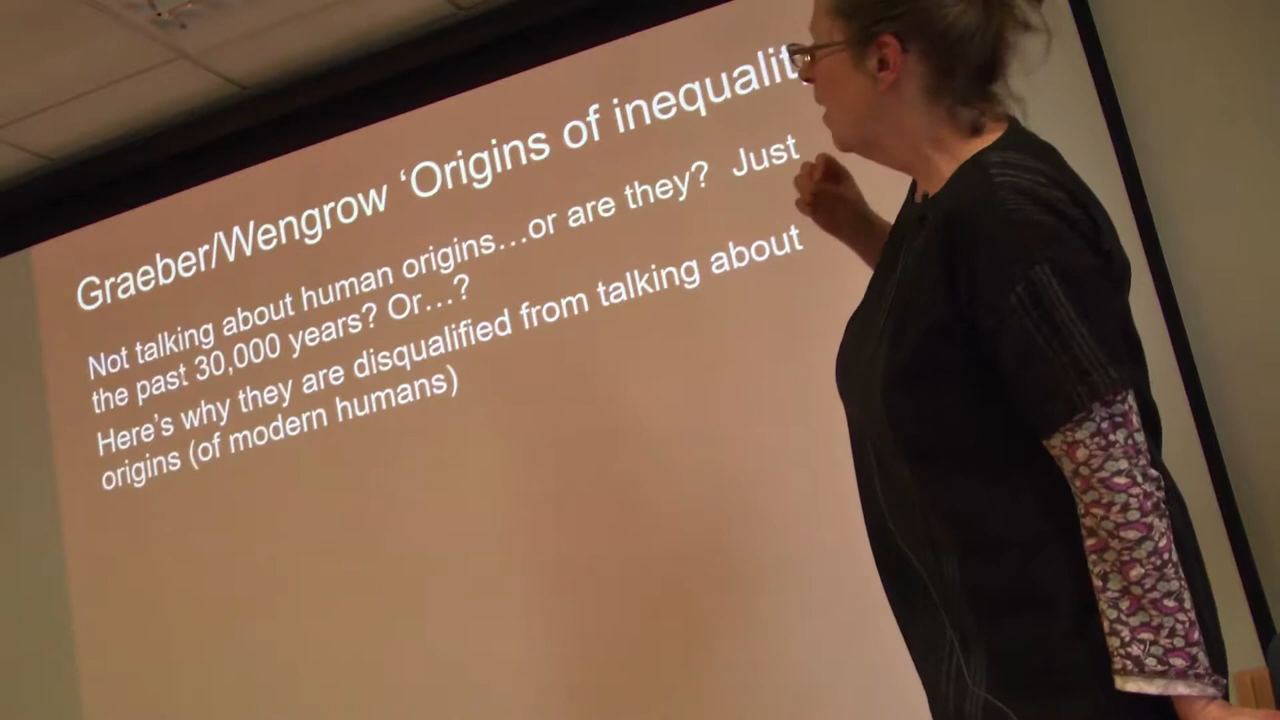 Graeber/Wengrow ‘Origins of inequalit
Not talking about human origins…or are they? Just
the past 30,000 years? Or…?
Here’s why they are disqualified from talking about
origins (of modern humans)